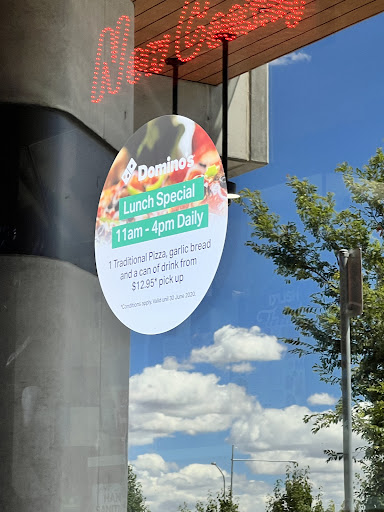 Domino's
Lunch Special
11am - 4pm Daily
1 Traditional Pizza, garlic bread
and a can of drink from
$12.95* pick up
*Conditions apply. Valid until 30 June 2020.